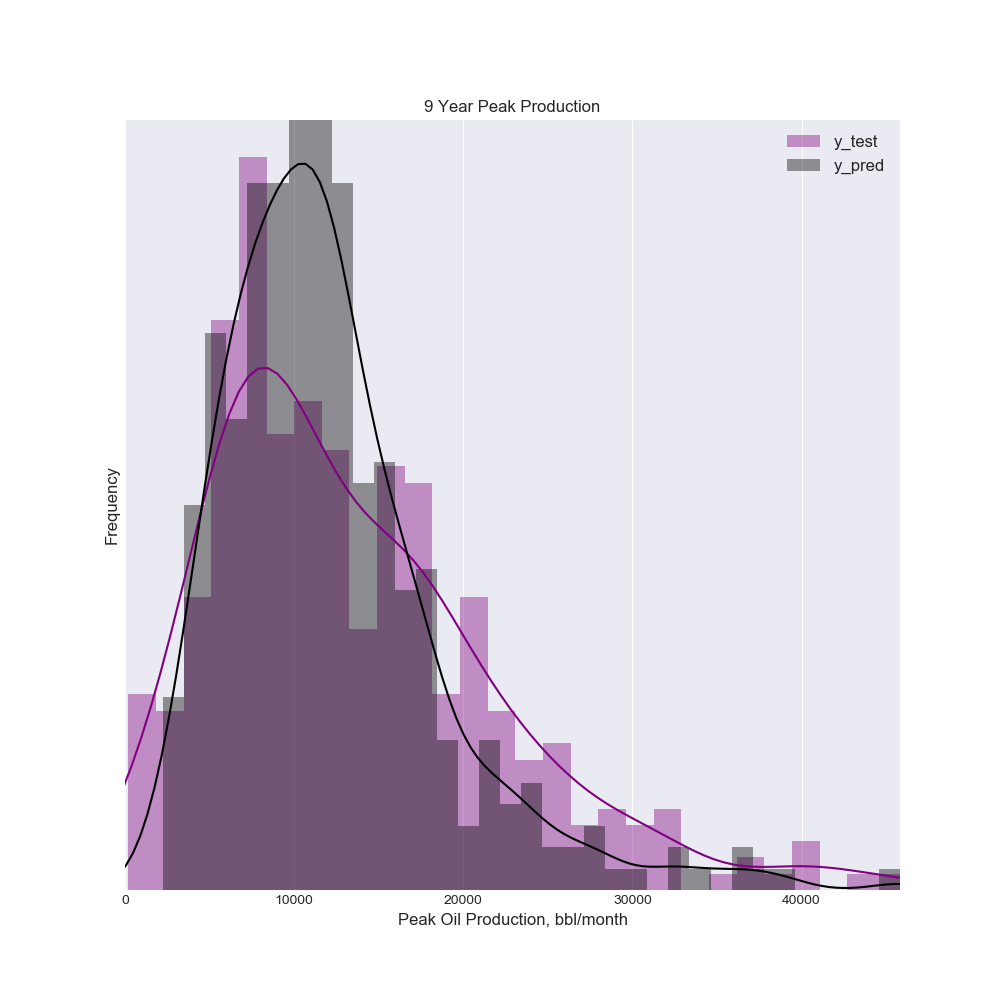 9 Year Peak Production
y_test
y_pred
Frequency
0 10000 20000 30000 40000
Peak Oil Production, bbl/month